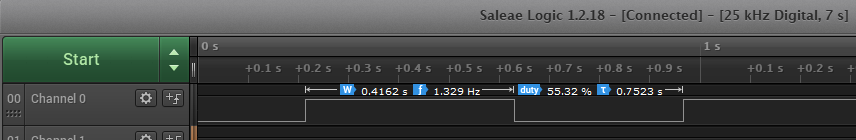 Saleae Logic 1.2.18 - [Connected] - [25 kHz Digital, 7 s]
Start
0 s
1 s
+0.1 s +0.2 s +0.3 s +0.4 s +0.5 s +0.6 s +0.7 s +0.8 s +0.9 s +0.1 s +0.2 s +0.3 s
00 Channel 0
W 0.4162 s f 1.329 Hz duty 55.32 % τ 0.7523 s
01 Channel 1